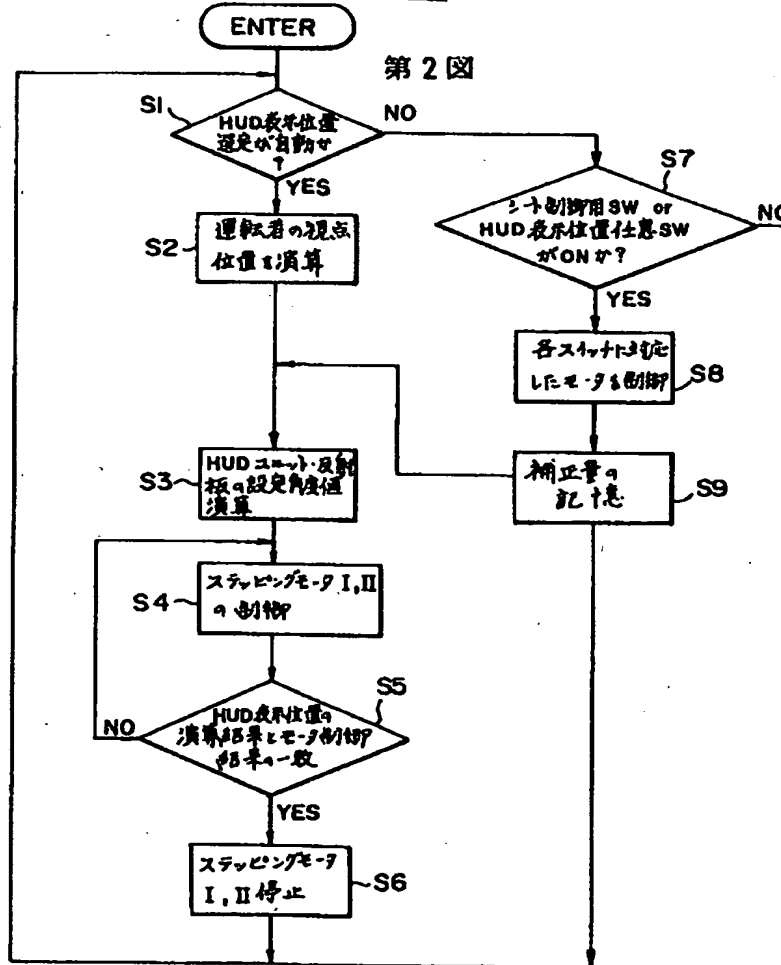 ENTER
第2図
S1
HUD表示位置
選定が自動か
?
NO
YES
S2
運転者の視点
位置を演算
S7
シート制御用SW or
HUD表示位置任意SW
がONか?
NO
YES
各スイッチに対応
したモータを制御
S8
S3
HUDユニット・反射
板の設定角度値
演算
補正量の
記憶
S9
S4
ステッピングモータ I,II
の制御
S5
HUD表示位置の
演算結果とモータ制御
結果の一致
NO
YES
ステッピングモータ
I,II 停止
S6